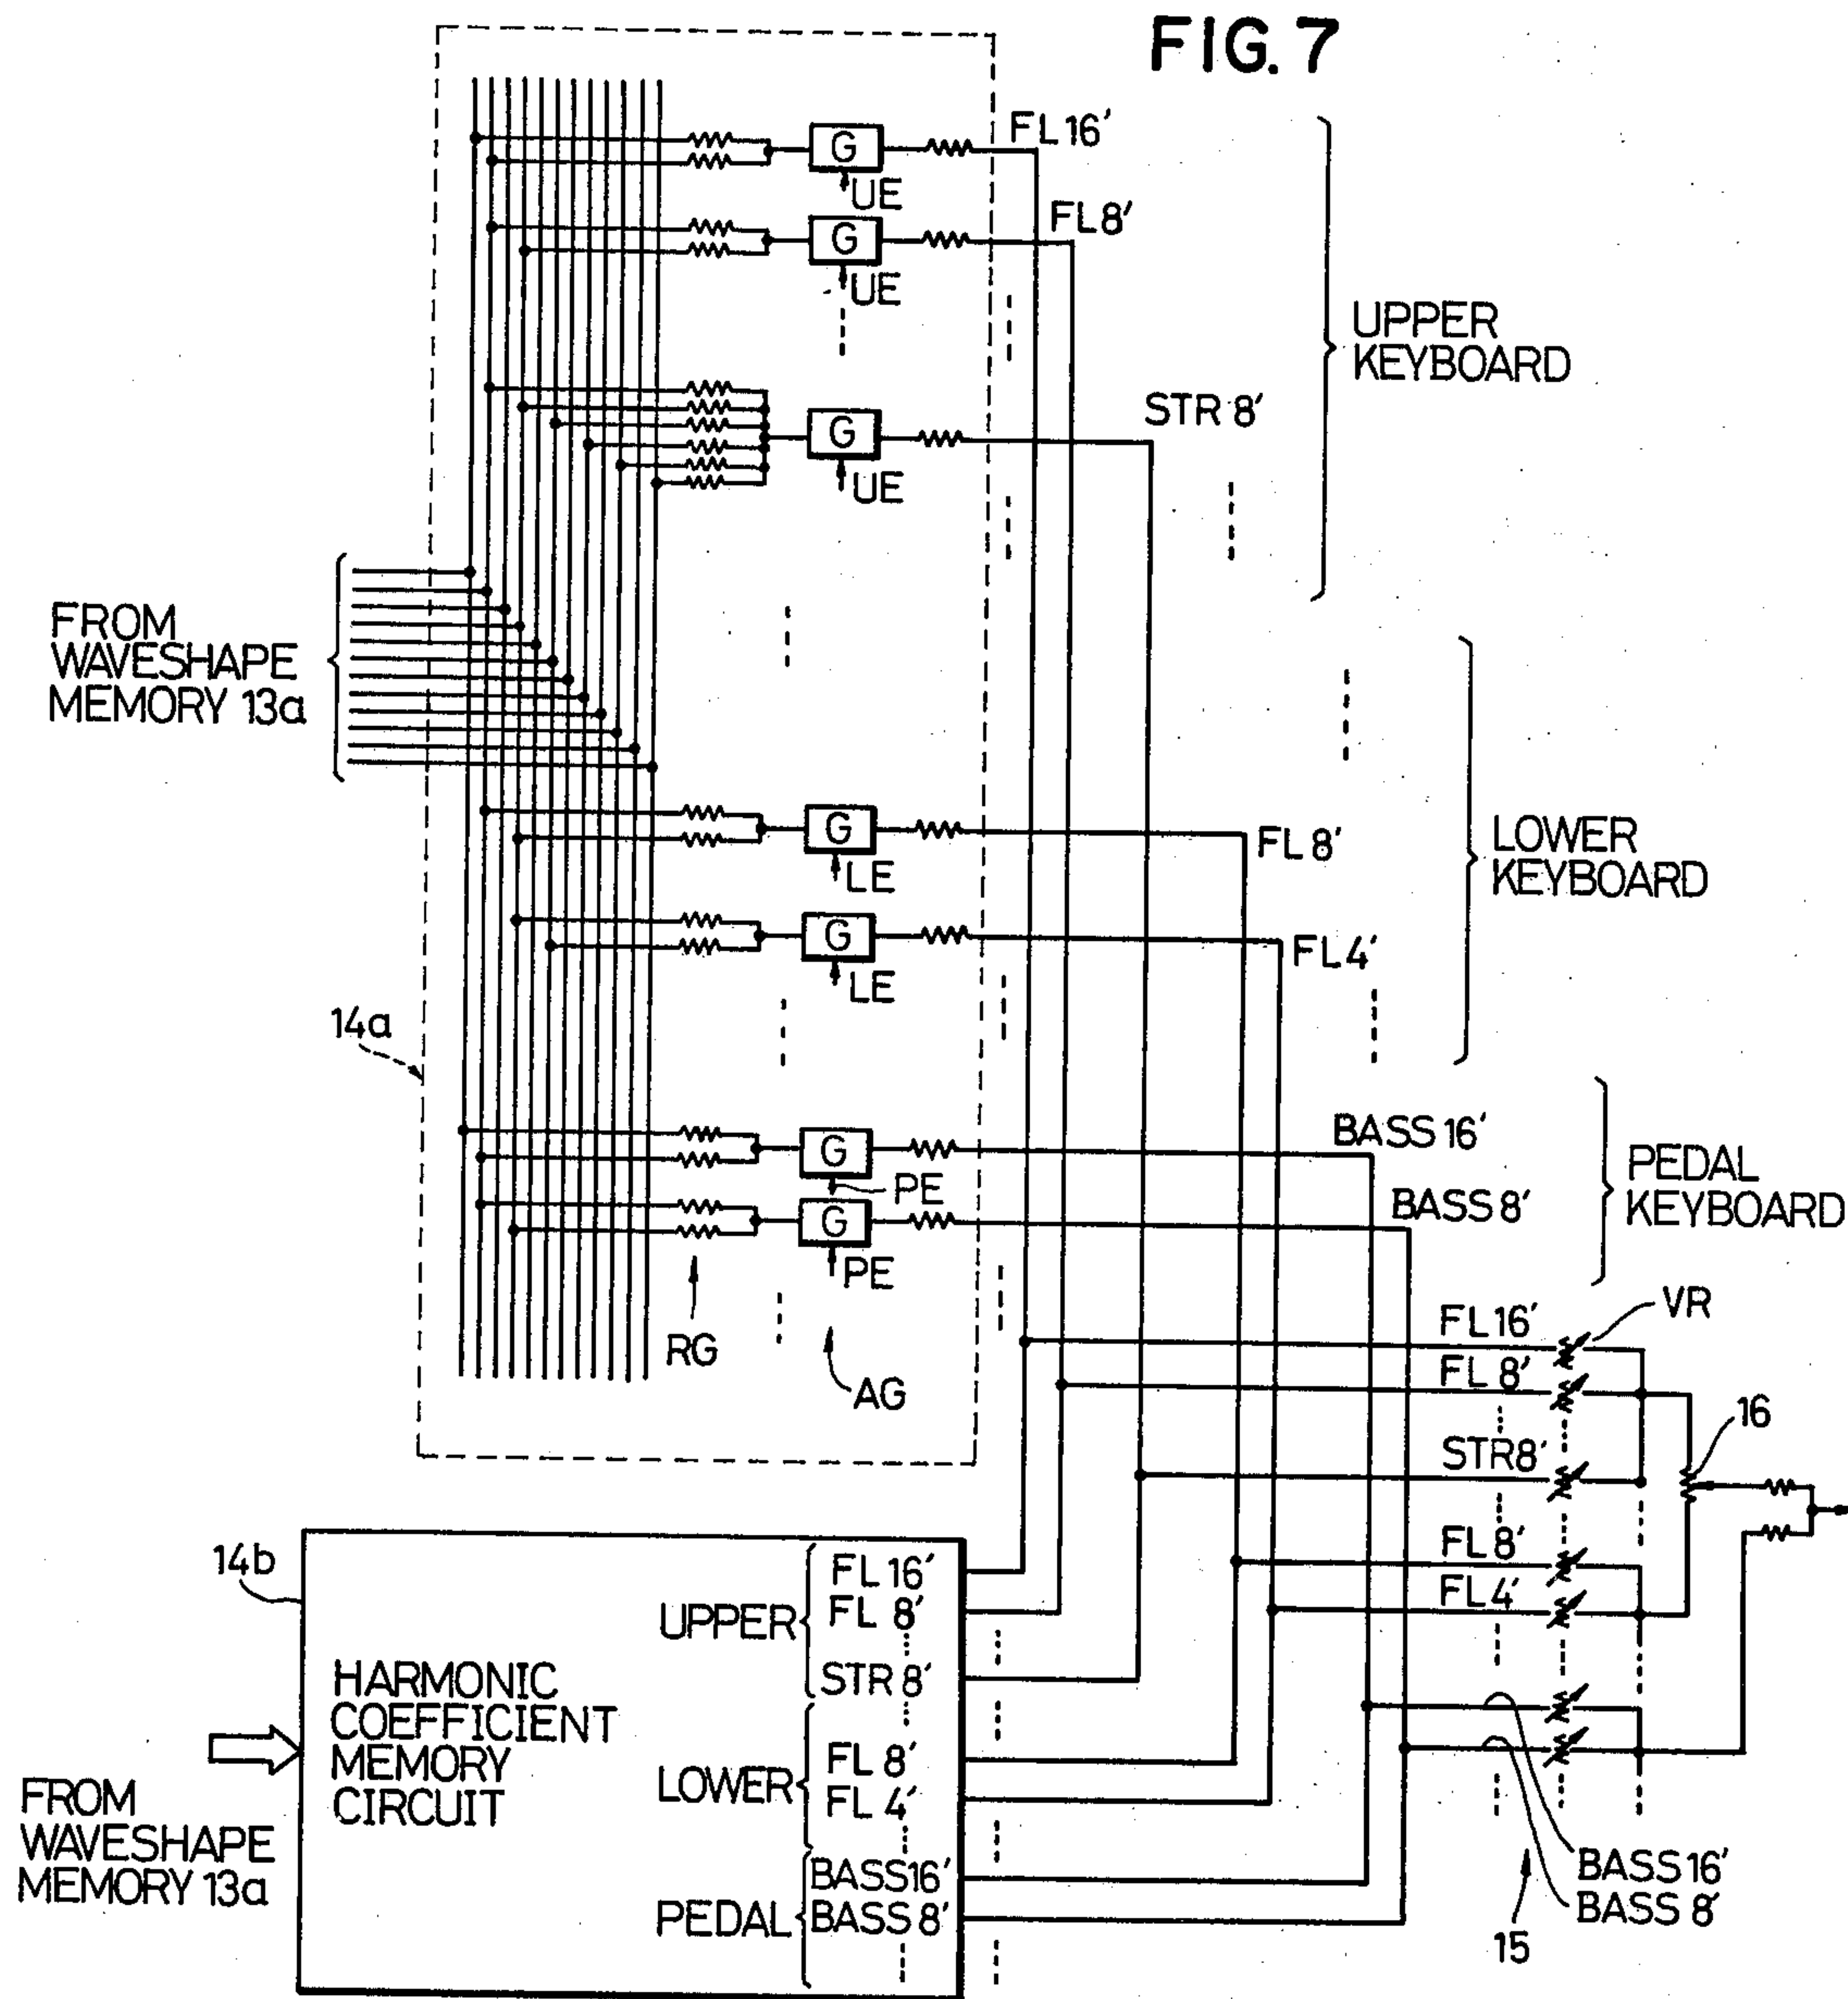 FIG. 7
FL 16'
G
UE
FL 8'
G
UE
UPPER
KEYBOARD
STR 8'
G
UE
FROM
WAVESHAPE
MEMORY 13a
G
LE
FL 8'
LOWER
KEYBOARD
G
LE
FL 4'
14a
BASS 16'
G
PE
PEDAL
KEYBOARD
BASS 8'
G
PE
RG
AG
VR
FL 16'
FL 8'
16
STR 8'
FL 8'
FL 4'
14b
UPPER
FL 16'
FL 8'
STR 8'
HARMONIC
COEFFICIENT
MEMORY
CIRCUIT
LOWER
FL 8'
FL 4'
FROM
WAVESHAPE
MEMORY 13a
PEDAL
BASS 16'
BASS 8'
BASS 16'
BASS 8'
15